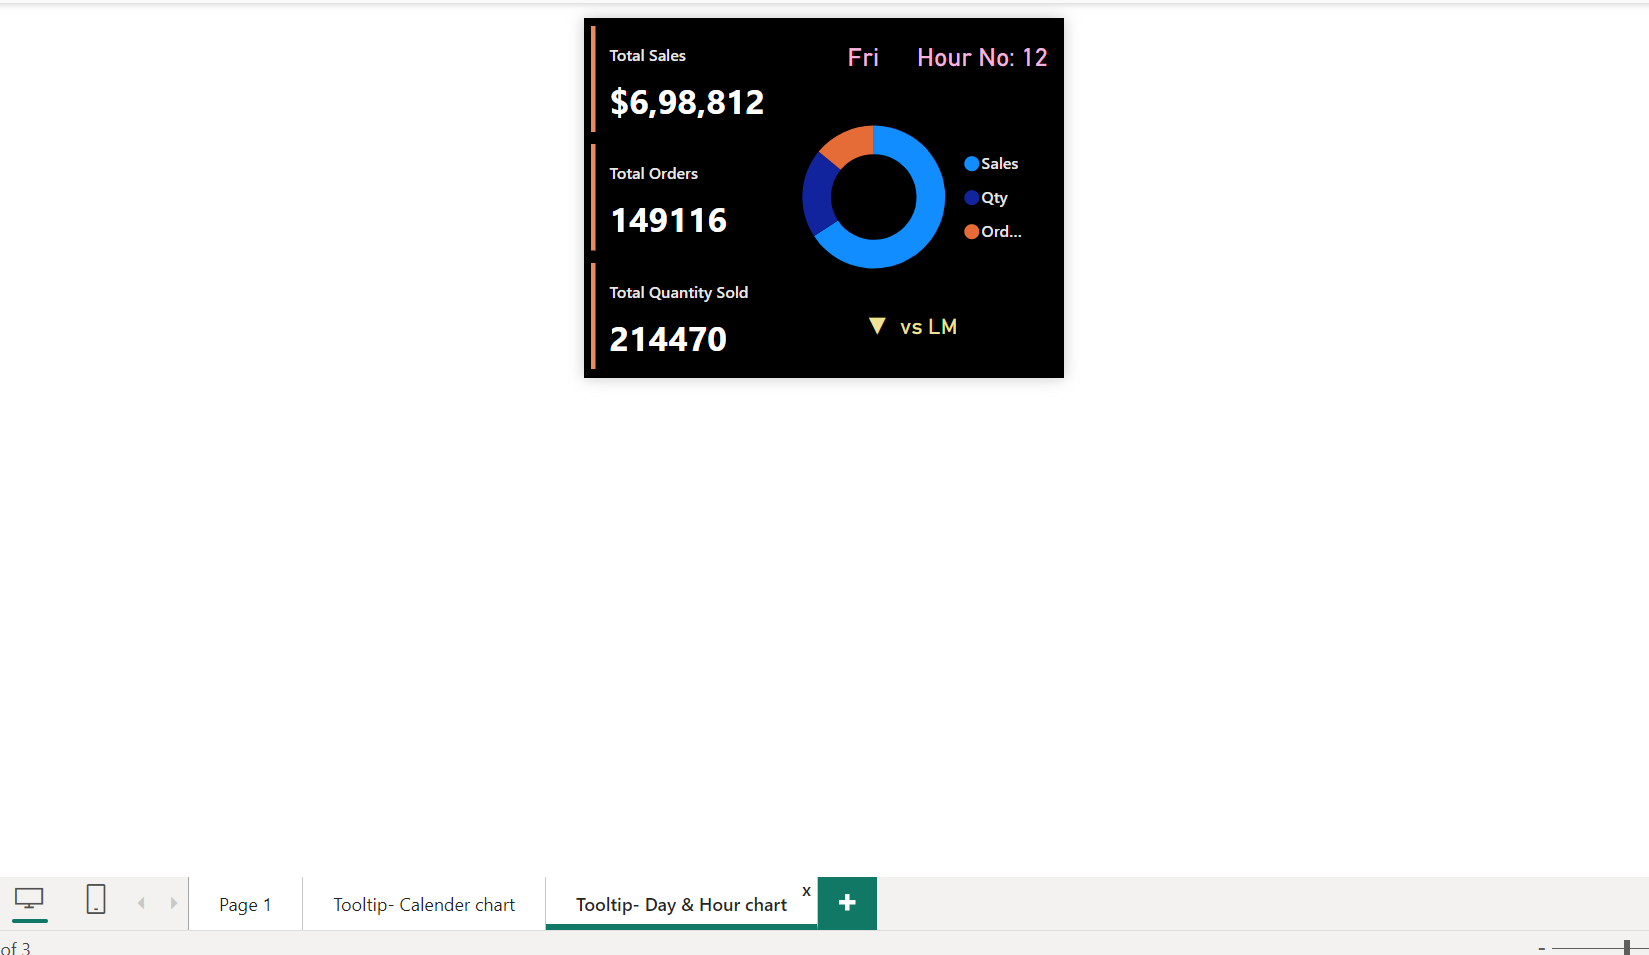 Total Sales
$6,98,812
Fri
Hour No: 12
Total Orders
149116
Sales
Qty
Ord...
Total Quantity Sold
214470
▼ vs LM
Page 1
Tooltip- Calender chart
Tooltip- Day & Hour chart
x
+
of 3
-